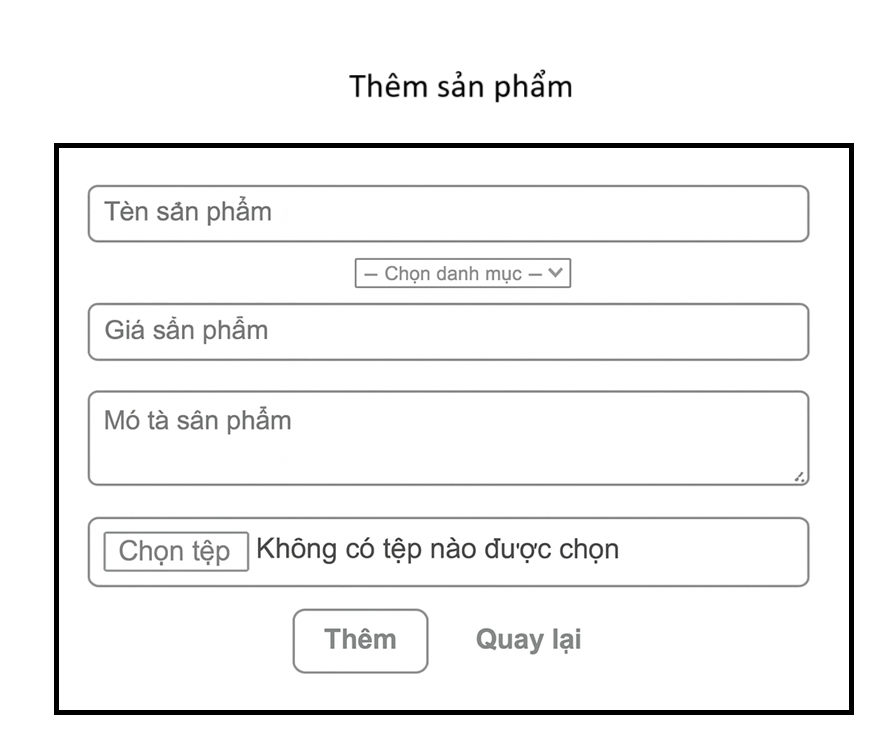 Thêm sản phẩm
Tèn sản phẩm
— Chọn danh mục —
Giá sẩn phẫm
Mó tà sân phẩm
Chọn tệp Không có tệp nào được chọn
Thêm Quay lại